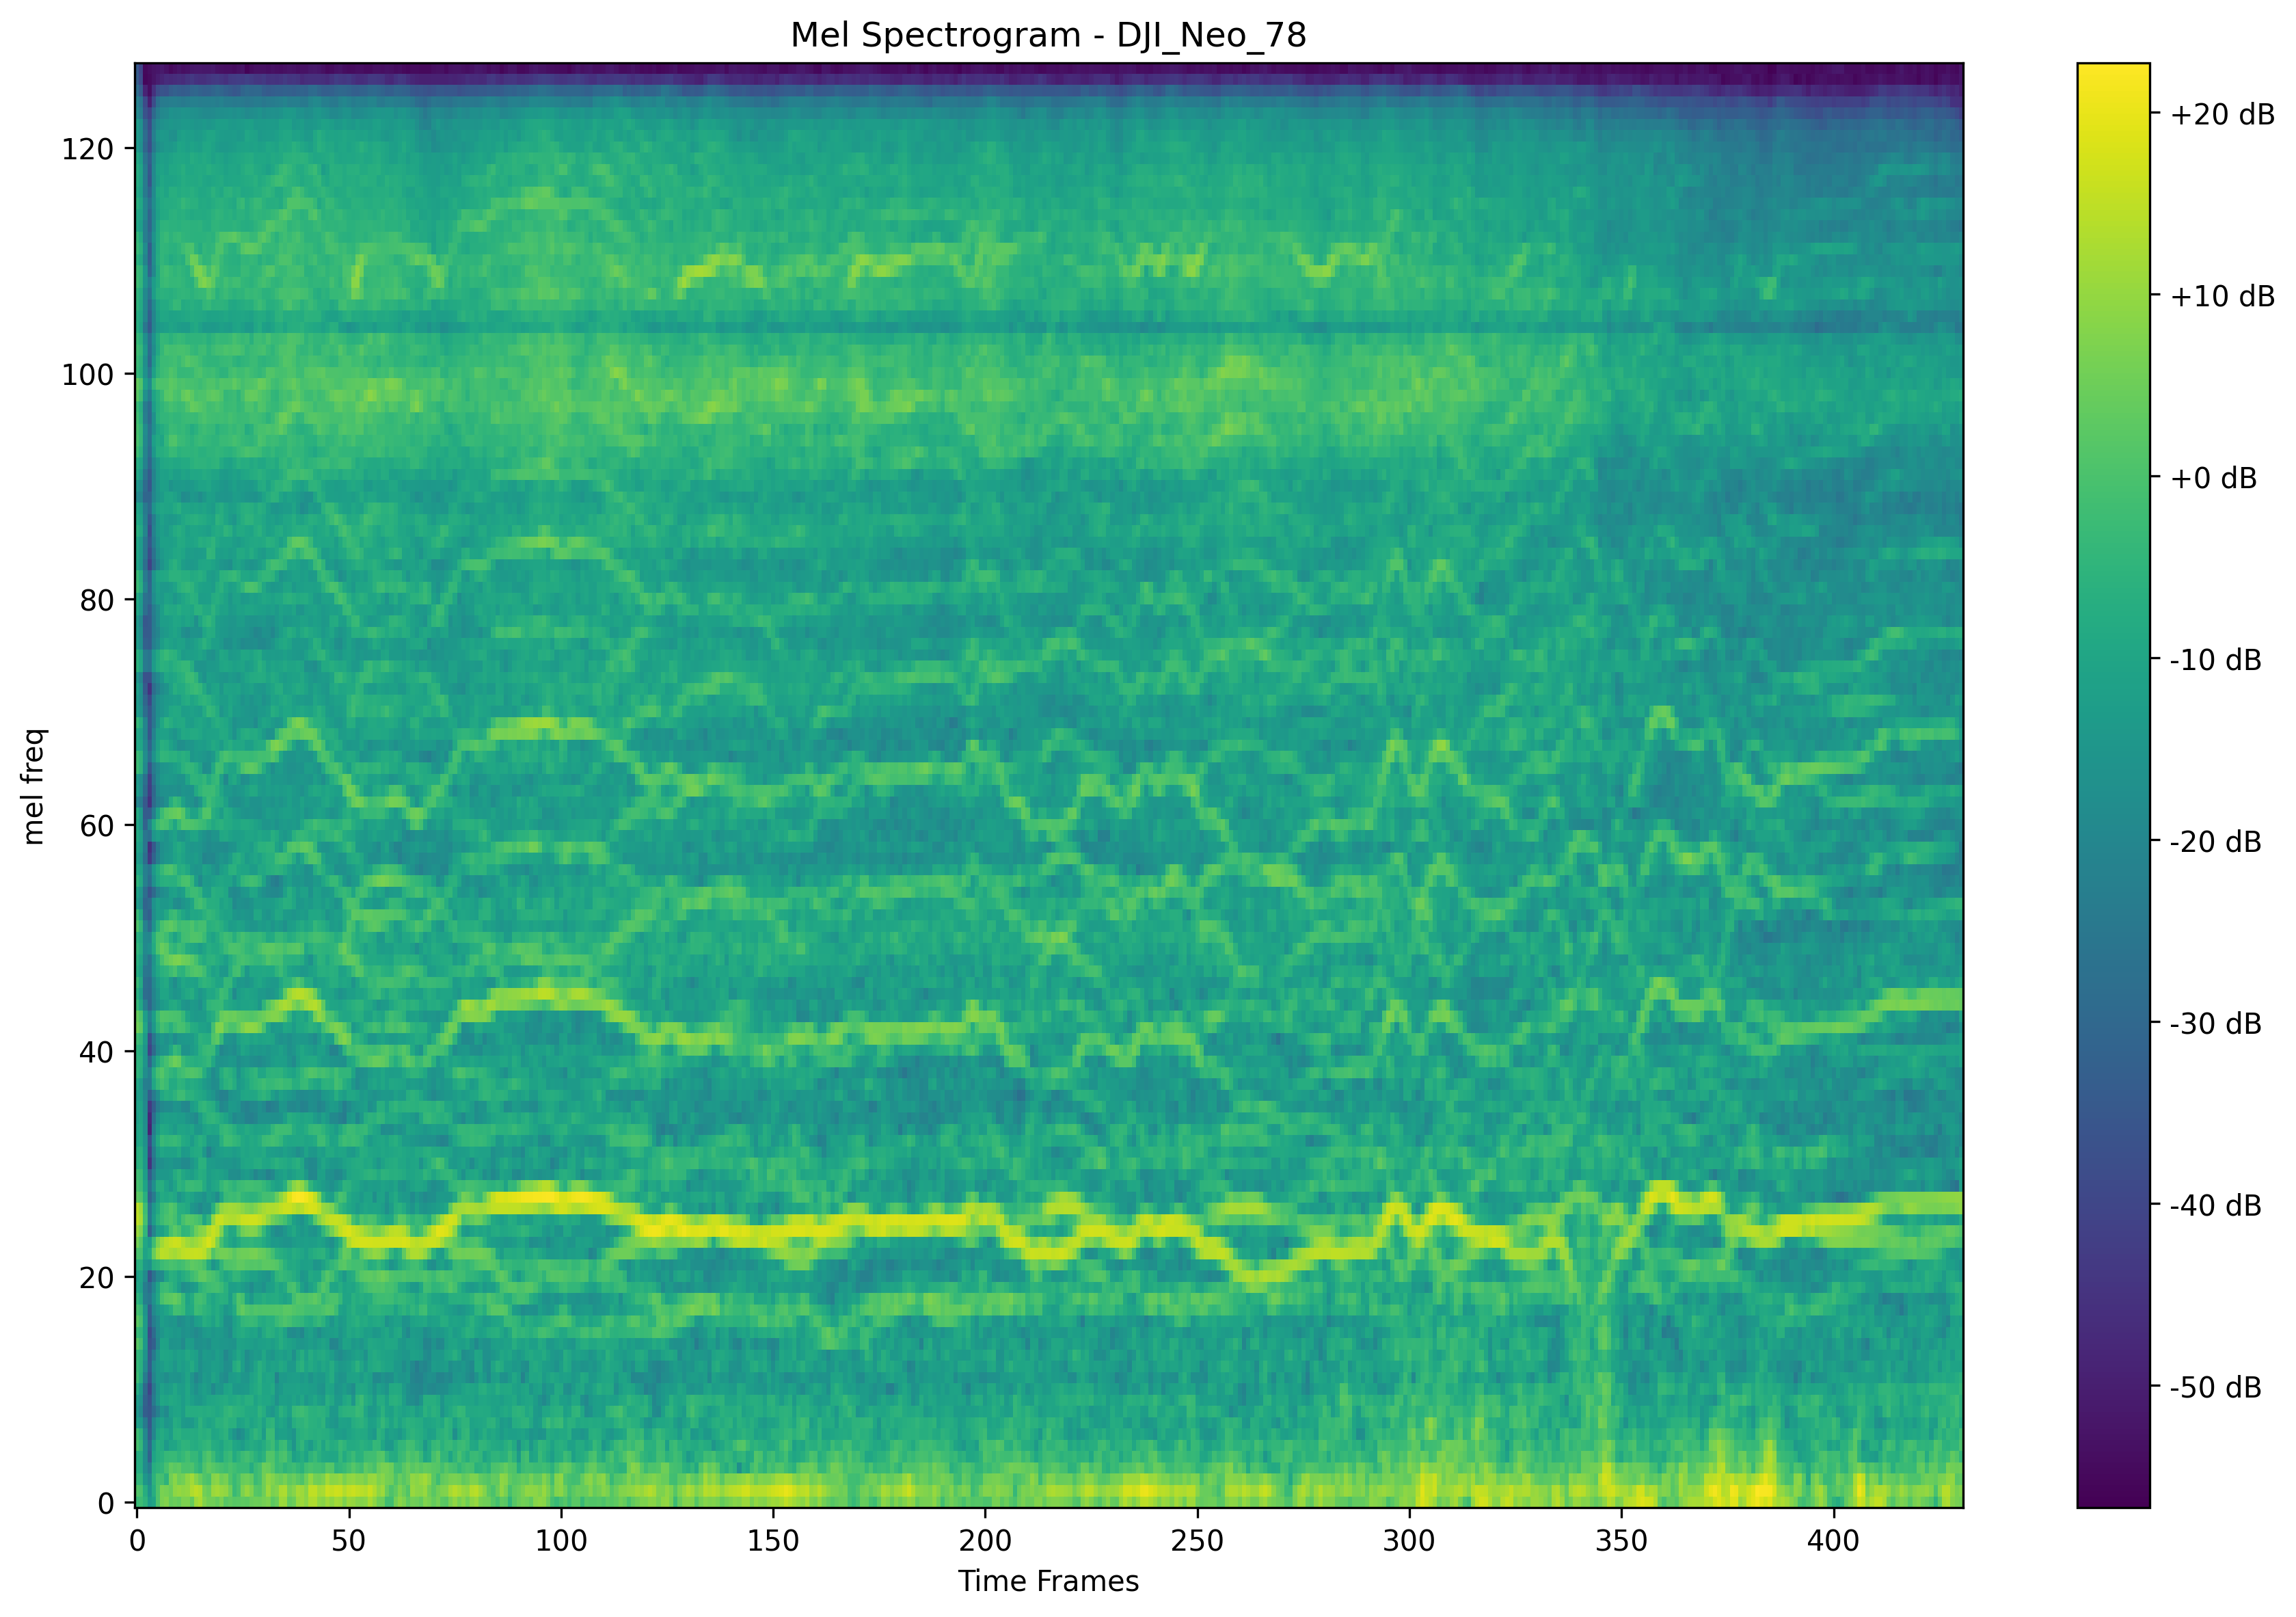 Mel Spectrogram - DJI_Neo_78
mel freq
120
100
80
60
40
20
0
0 50 100 150 200 250 300 350 400
Time Frames
+20 dB
+10 dB
+0 dB
-10 dB
-20 dB
-30 dB
-40 dB
-50 dB